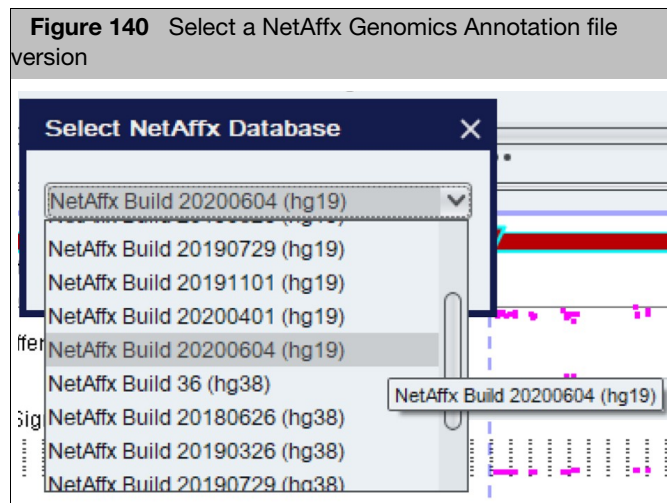 Figure 140 Select a NetAffx Genomics Annotation file
version
Select NetAffx Database
NetAffx Build 20200604 (hg19)
NetAffx Build 20190729 (hg19)
NetAffx Build 20191101 (hg19)
NetAffx Build 20200401 (hg19)
NetAffx Build 20200604 (hg19)
NetAffx Build 36 (hg38)
NetAffx Build 20200604 (hg19)
NetAffx Build 20180626 (hg38)
NetAffx Build 20190326 (hg38)
NetAffx Build 20190729 (hg38)